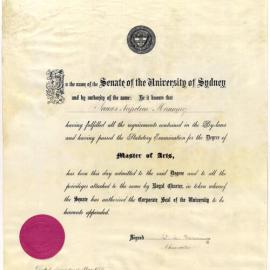 In the name of the Senate of the University of Sydney
and by authority of the same: Be it known that
having fulfilled all the requirements contained in the By-laws
and having passed the Statutory Examination for the Degree of
Master of Arts,
has been this day admitted to the said Degree and to all the
privileges attached to the same by Royal Charter, in token whereof
the Senate has authorised the Corporate Seal of the University to be
hereunto appended.
Signed
Chancellor